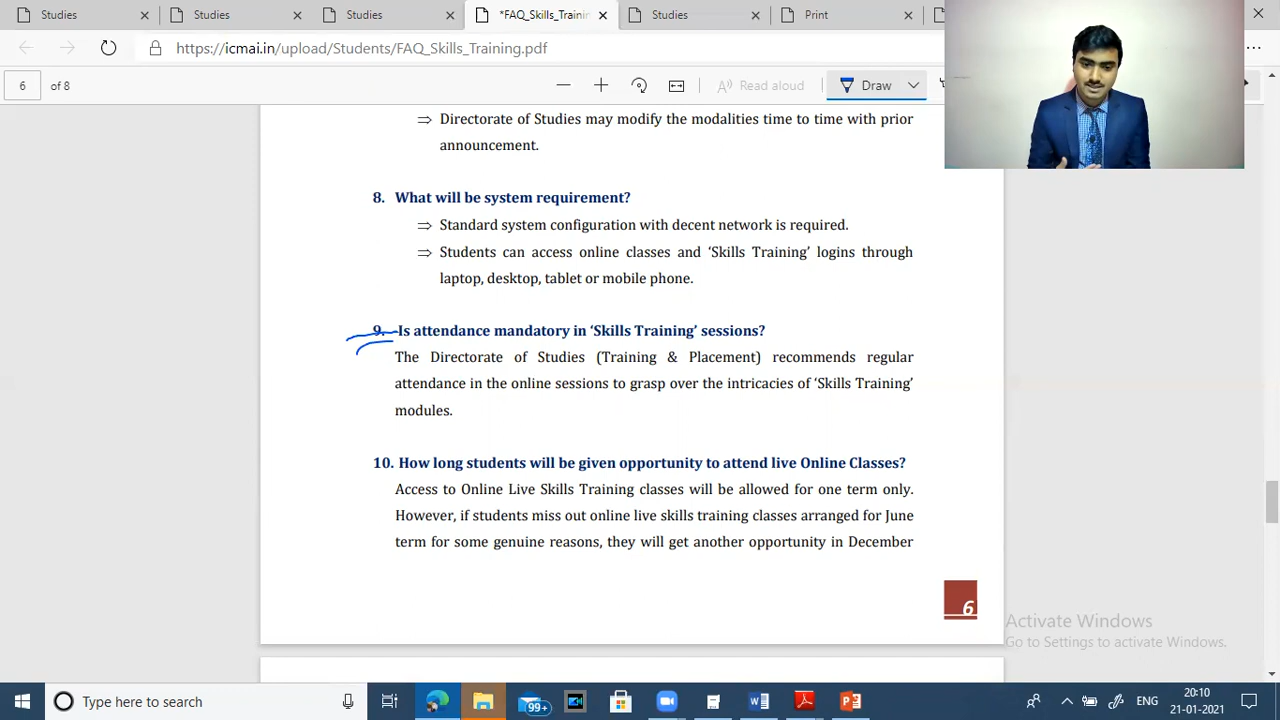 Studies
Studies
Studies
*FAQ_Skills_Trainin
Studies
Print
https://icmai.in/upload/Students/FAQ_Skills_Training.pdf
6 of 8
Read aloud
Draw
⇒ Directorate of Studies may modify the modalities time to time with prior
announcement.
8. What will be system requirement?
⇒ Standard system configuration with decent network is required.
⇒ Students can access online classes and ‘Skills Training’ logins through
laptop, desktop, tablet or mobile phone.
9. Is attendance mandatory in ‘Skills Training’ sessions?
The Directorate of Studies (Training & Placement) recommends regular
attendance in the online sessions to grasp over the intricacies of ‘Skills Training’
modules.
10. How long students will be given opportunity to attend live Online Classes?
Access to Online Live Skills Training classes will be allowed for one term only.
However, if students miss out online live skills training classes arranged for June
term for some genuine reasons, they will get another opportunity in December
6
Activate Windows
Go to Settings to activate Windows.
Type here to search
99+
ENG
20:10
21-01-2021